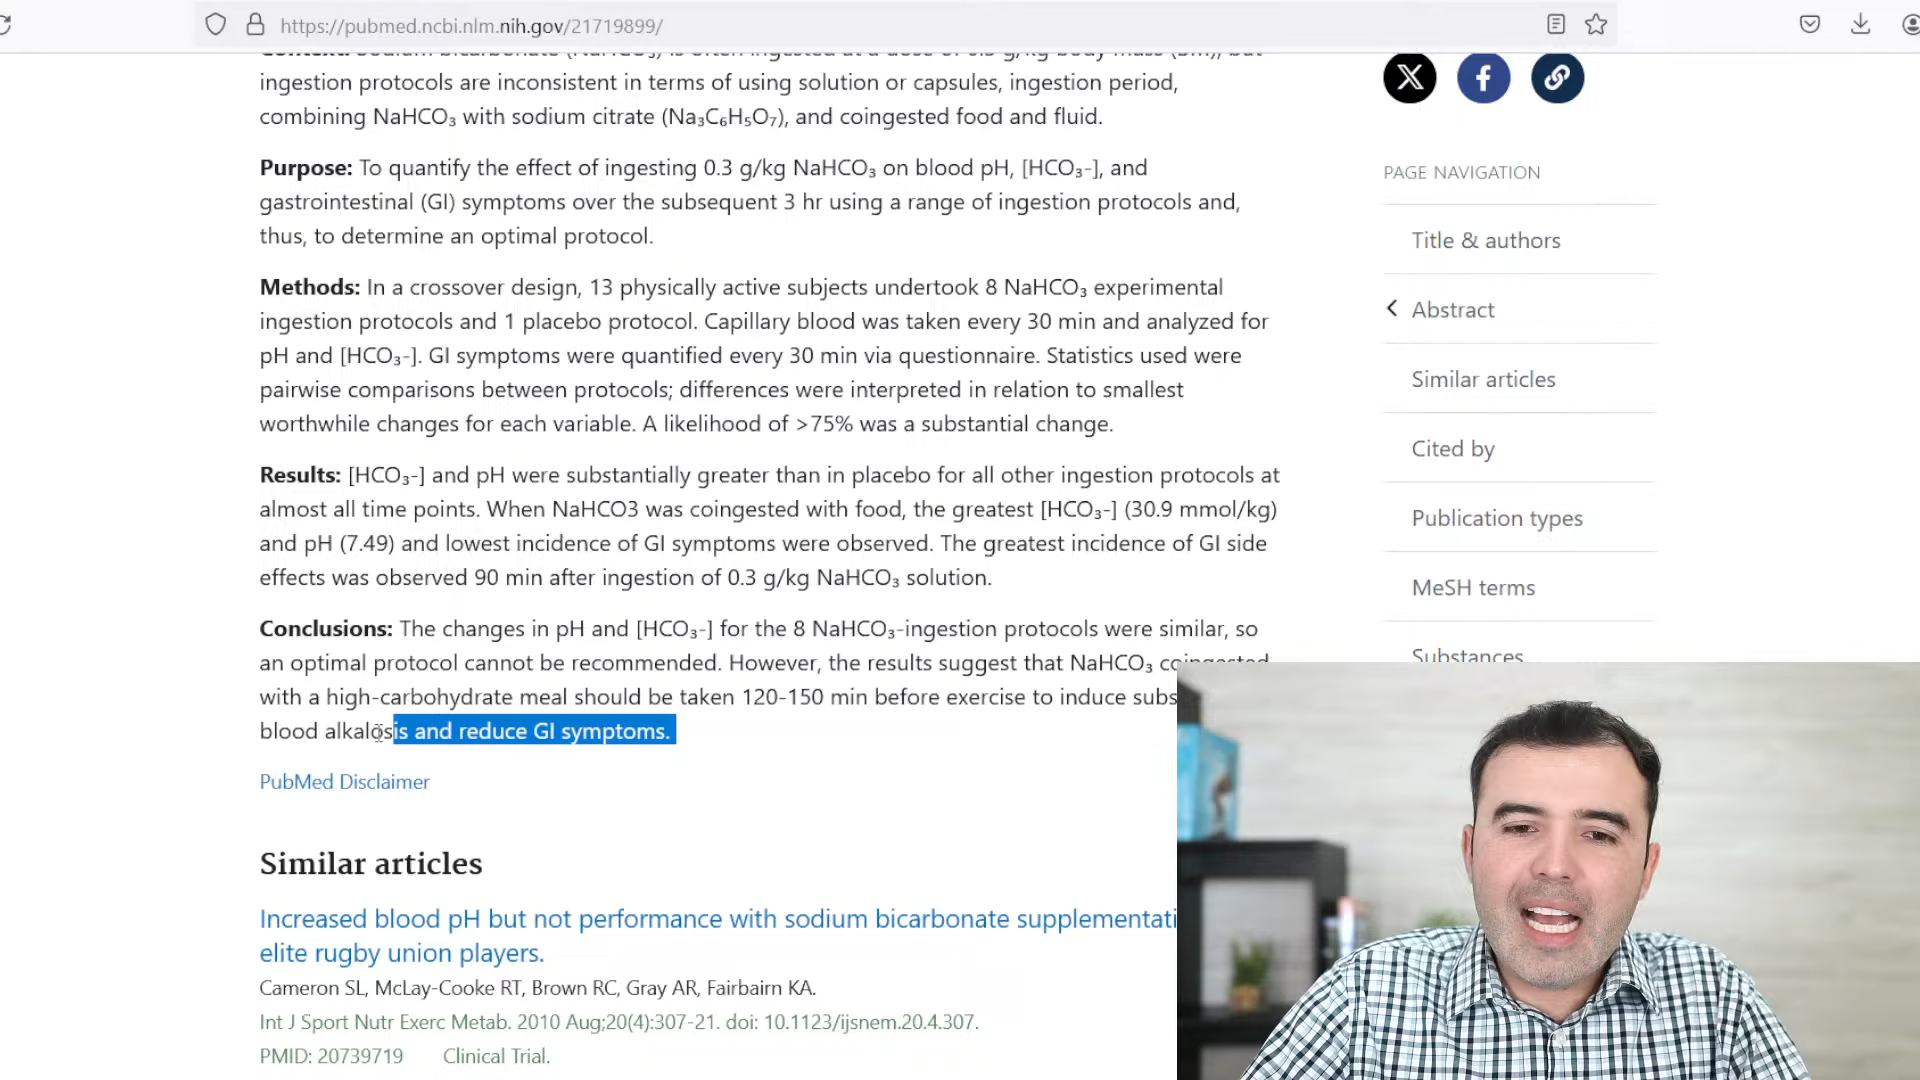 https://pubmed.ncbi.nlm.nih.gov/21719899/
ingestion protocols are inconsistent in terms of using solution or capsules, ingestion period,
combining NaHCO₃ with sodium citrate (Na₃C₆H₅O₇), and coingested food and fluid.
Purpose: To quantify the effect of ingesting 0.3 g/kg NaHCO₃ on blood pH, [HCO₃-], and
gastrointestinal (GI) symptoms over the subsequent 3 hr using a range of ingestion protocols and,
thus, to determine an optimal protocol.
Methods: In a crossover design, 13 physically active subjects undertook 8 NaHCO₃ experimental
ingestion protocols and 1 placebo protocol. Capillary blood was taken every 30 min and analyzed for
pH and [HCO₃-]. GI symptoms were quantified every 30 min via questionnaire. Statistics used were
pairwise comparisons between protocols; differences were interpreted in relation to smallest
worthwhile changes for each variable. A likelihood of >75% was a substantial change.
Results: [HCO₃-] and pH were substantially greater than in placebo for all other ingestion protocols at
almost all time points. When NaHCO3 was coingested with food, the greatest [HCO₃-] (30.9 mmol/kg)
and pH (7.49) and lowest incidence of GI symptoms were observed. The greatest incidence of GI side
effects was observed 90 min after ingestion of 0.3 g/kg NaHCO₃ solution.
Conclusions: The changes in pH and [HCO₃-] for the 8 NaHCO₃-ingestion protocols were similar, so
an optimal protocol cannot be recommended. However, the results suggest that NaHCO₃ coingested
with a high-carbohydrate meal should be taken 120-150 min before exercise to induce subs
blood alkalosis and reduce GI symptoms.
PubMed Disclaimer
Similar articles
Increased blood pH but not performance with sodium bicarbonate supplementati
elite rugby union players.
Cameron SL, McLay-Cooke RT, Brown RC, Gray AR, Fairbairn KA.
Int J Sport Nutr Exerc Metab. 2010 Aug;20(4):307-21. doi: 10.1123/ijsnem.20.4.307.
PMID: 20739719 Clinical Trial.
PAGE NAVIGATION
Title & authors
Abstract
Similar articles
Cited by
Publication types
MeSH terms
Substances